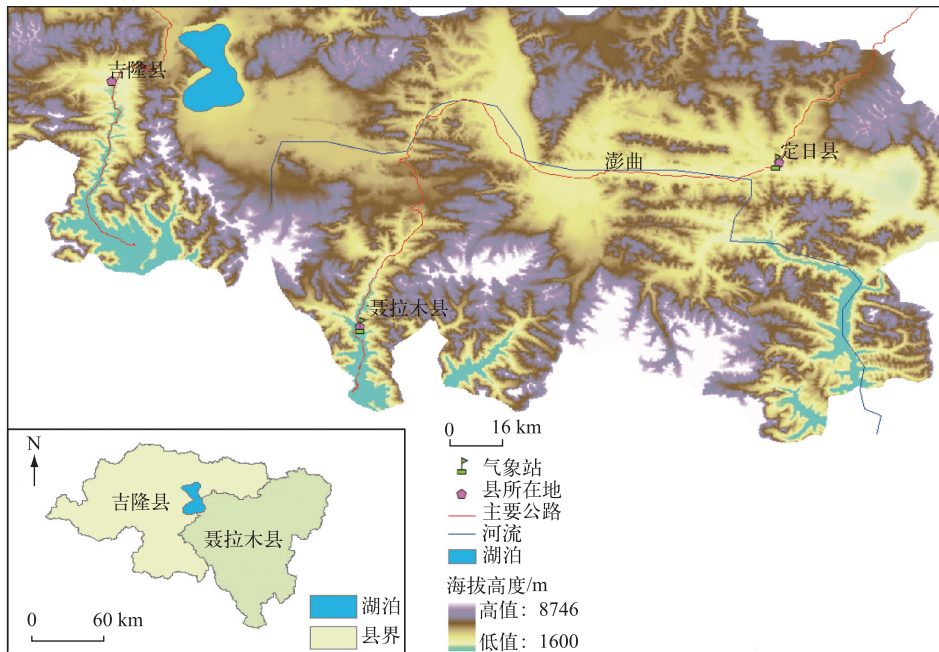 吉隆县
澎曲
定日县
聂拉木县
0 16 km
气象站
县所在地
主要公路
河流
湖泊
海拔高度/m
高值：8746
低值：1600
N
吉隆县
聂拉木县
0 60 km
湖泊
县界